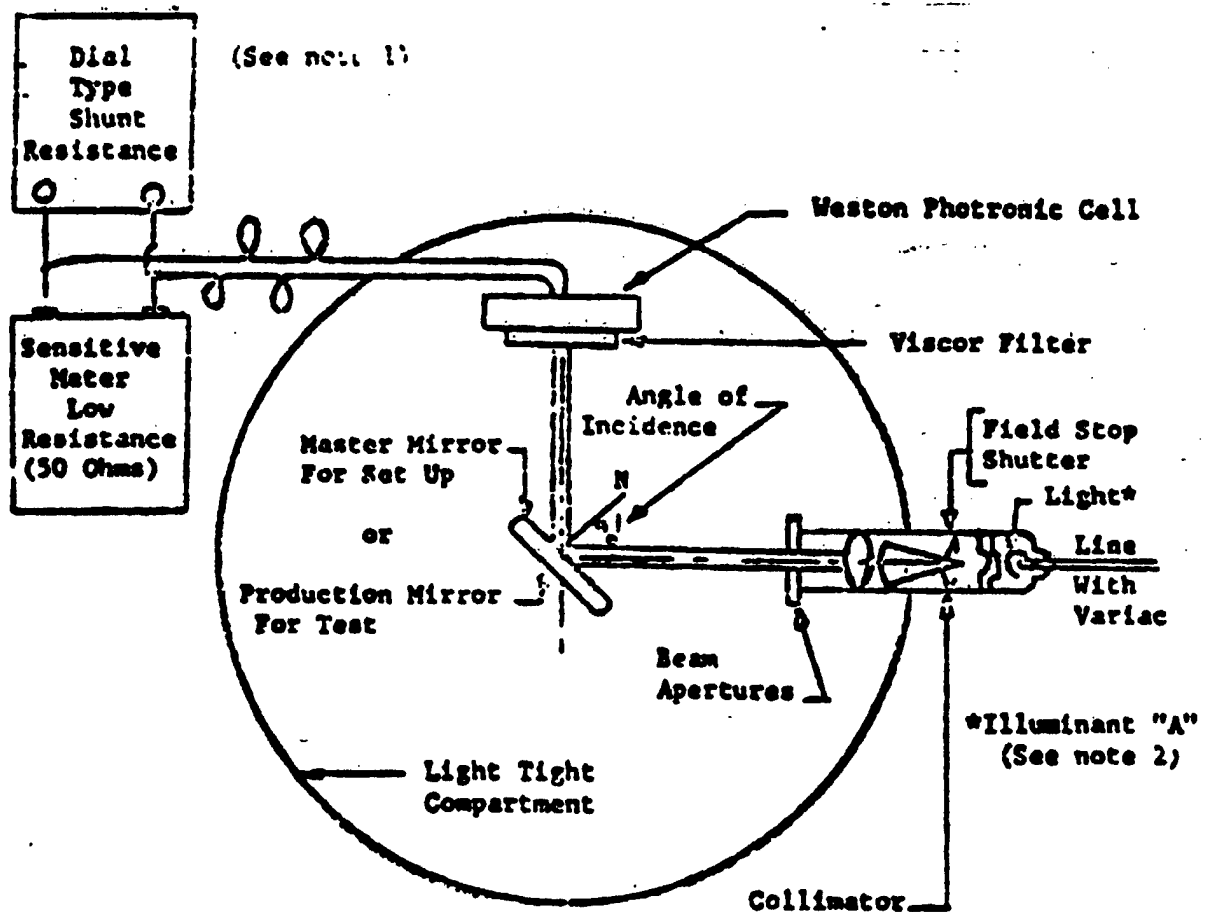 Dial
Type
Shunt
Resistance
(See note 1)
Weston Photronic Cell
Viscor Filter
Sensitive
Meter
Low
Resistance
(50 Ohms)
Angle of
Incidence
Master Mirror
For Set Up
or
Production Mirror
For Test
N
Field Stop
Shutter
Light*
Line
With
Variac
Beam
Apertures
*Illuminant "A"
(See note 2)
Light Tight
Compartment
Collimator